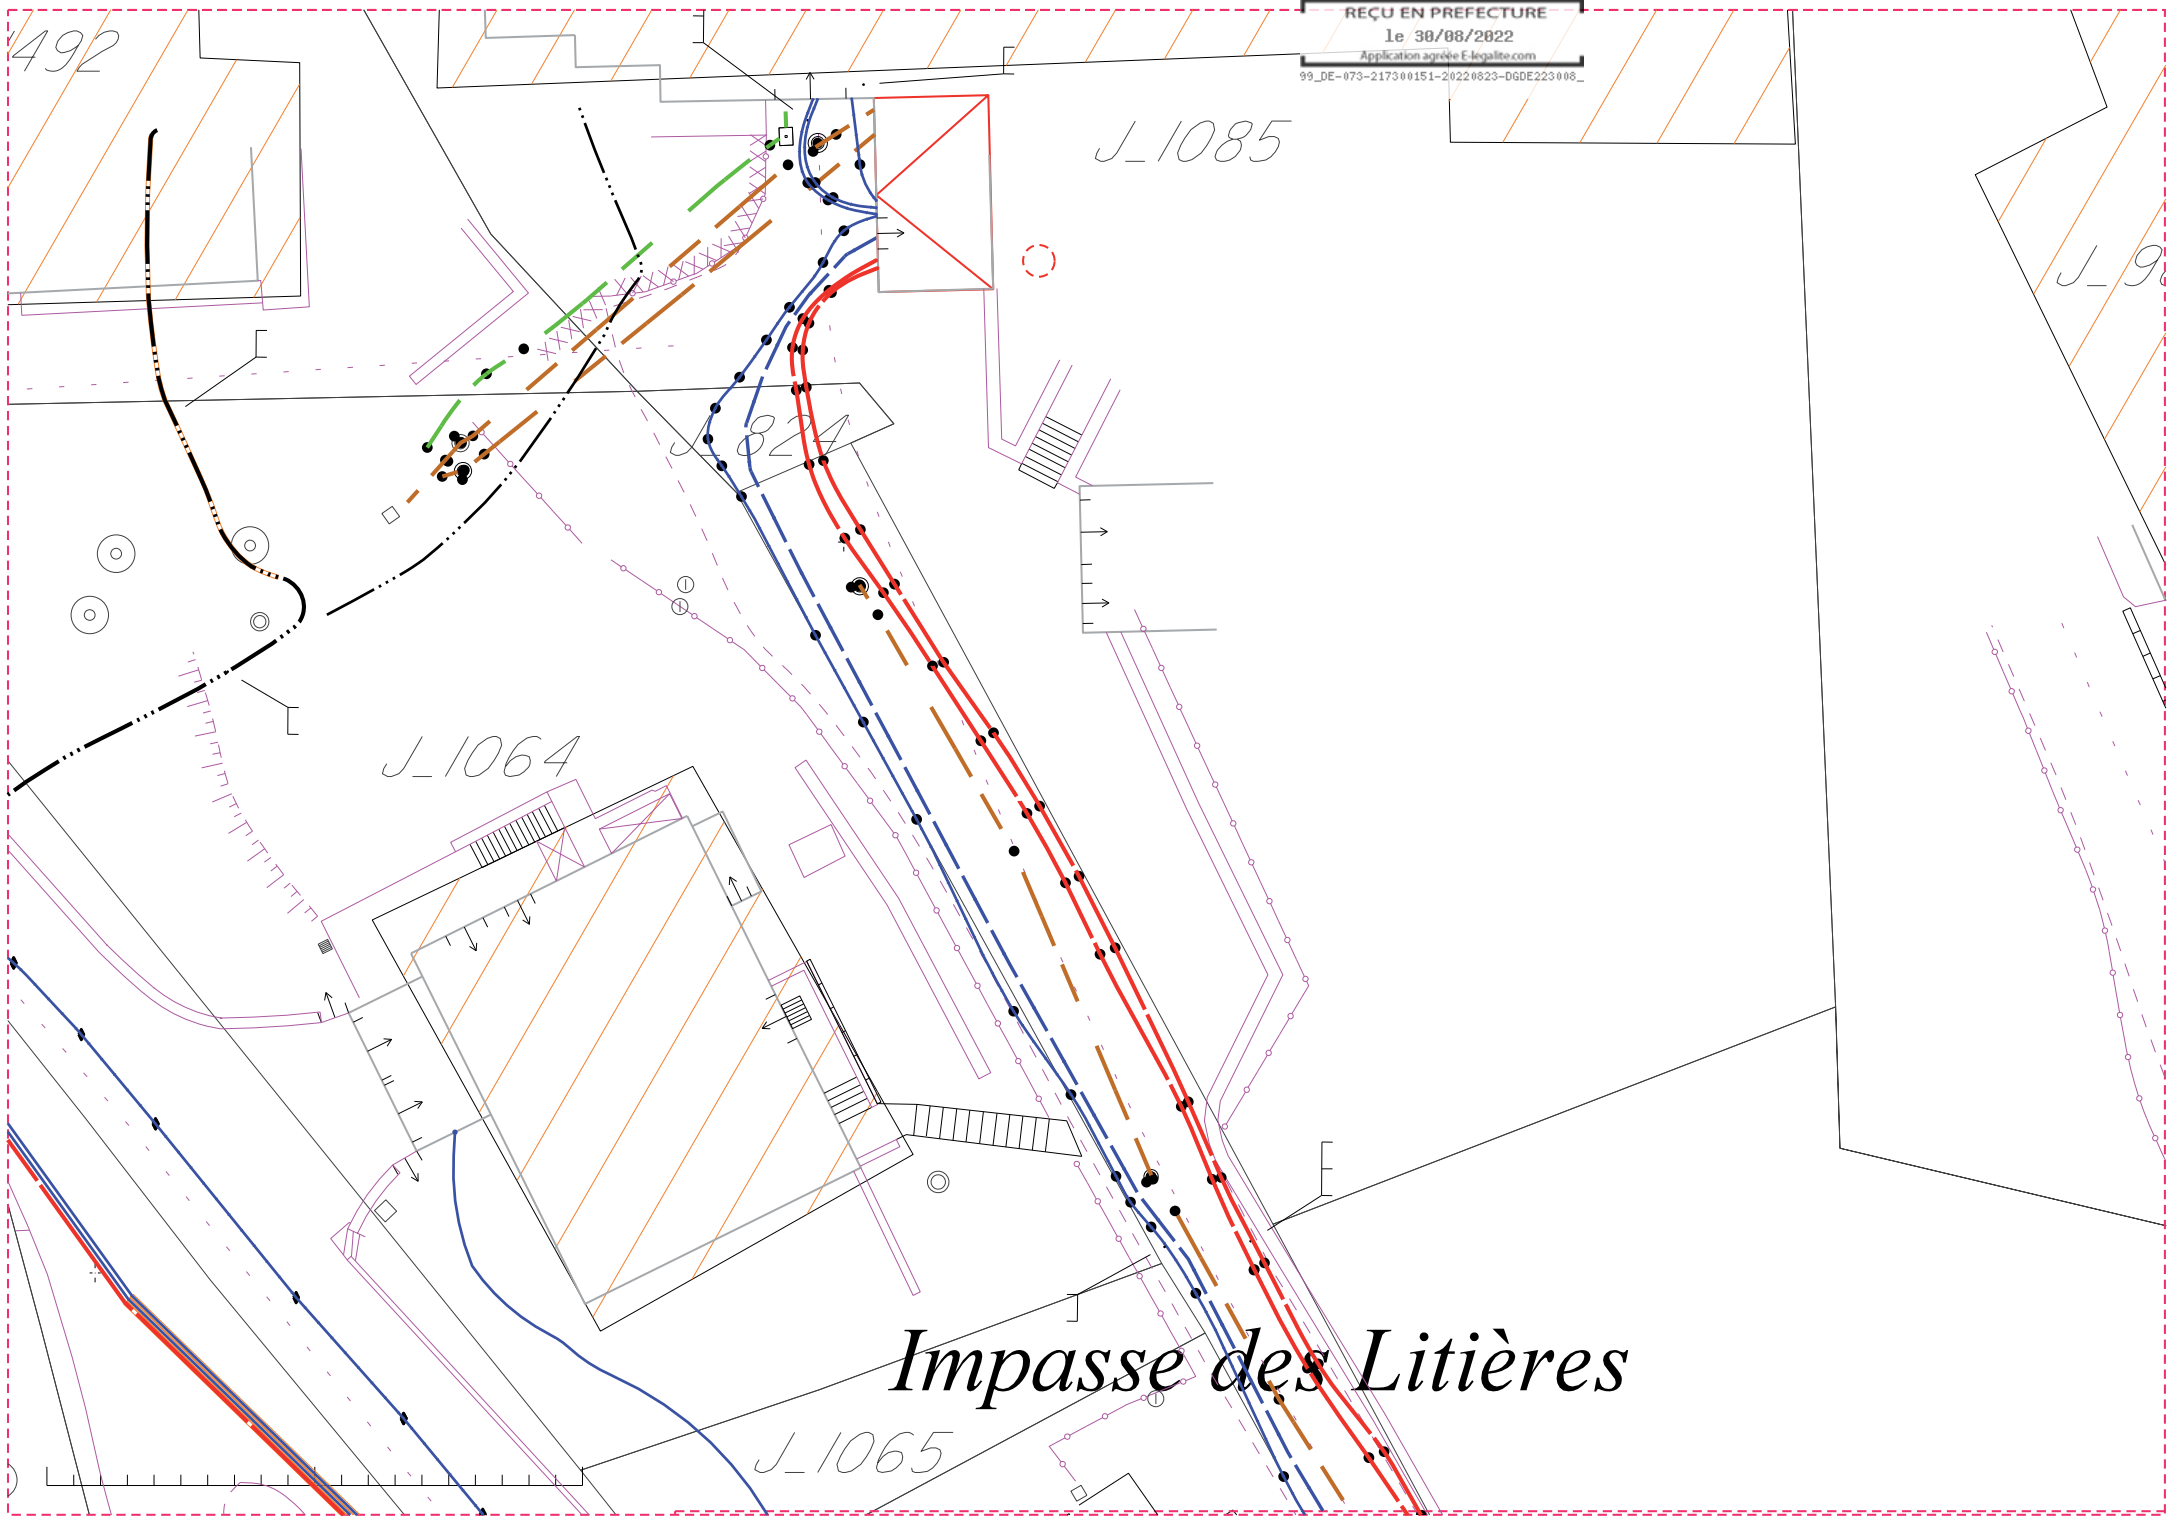 REÇU EN PREFECTURE
le 30/08/2022
Application agréée E-legalite.com
99_DE-073-217300151-20220823-DGDE223008_
492
J_1085
J_824
J_1064
Impasse des Litières
J_1065